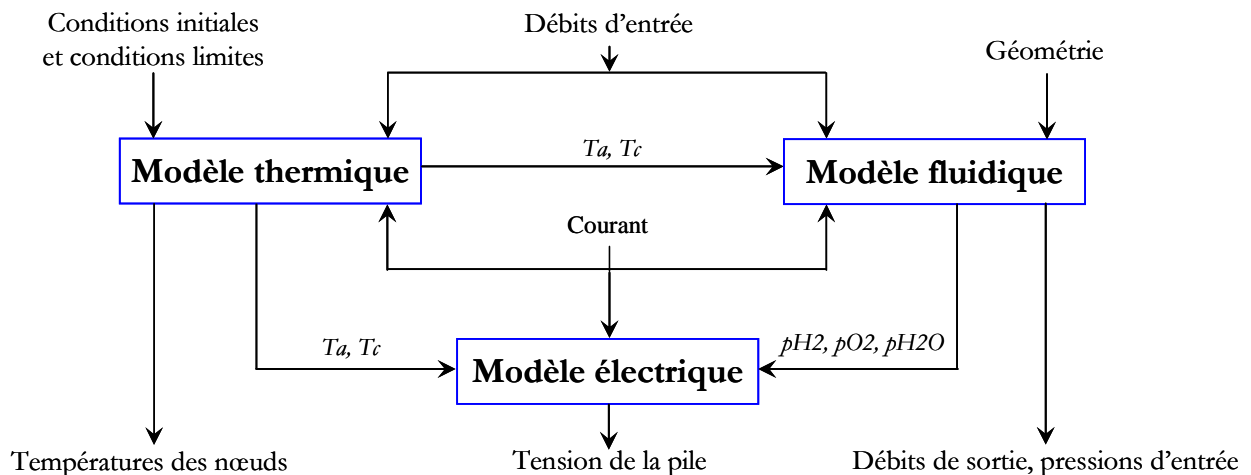 Conditions initiales
et conditions limites
Débits d'entrée
Géométrie
Modèle thermique
Ta, Tc
Modèle fluidique
Courant
Ta, Tc
pH2, pO2, pH2O
Modèle électrique
Températures des nœuds
Tension de la pile
Débits de sortie, pressions d'entrée